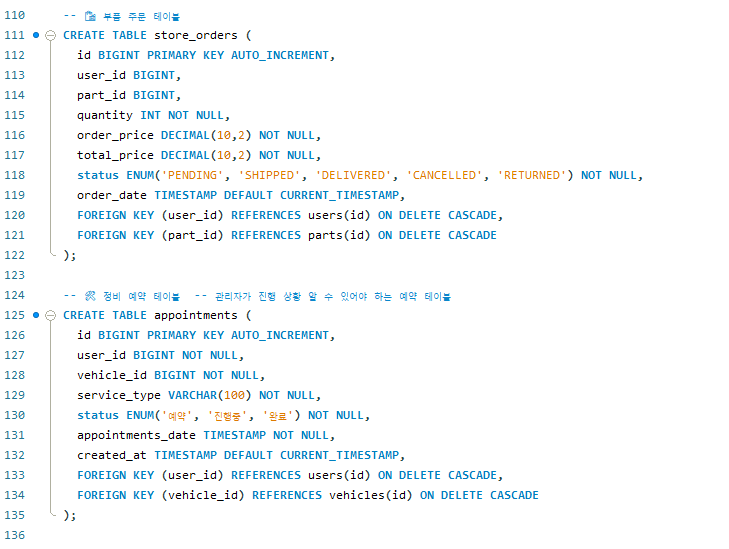 110 -- 📋 부품 주문 테이블
111 CREATE TABLE store_orders (
112 id BIGINT PRIMARY KEY AUTO_INCREMENT,
113 user_id BIGINT,
114 part_id BIGINT,
115 quantity INT NOT NULL,
116 order_price DECIMAL(10,2) NOT NULL,
117 total_price DECIMAL(10,2) NOT NULL,
118 status ENUM('PENDING', 'SHIPPED', 'DELIVERED', 'CANCELLED', 'RETURNED') NOT NULL,
119 order_date TIMESTAMP DEFAULT CURRENT_TIMESTAMP,
120 FOREIGN KEY (user_id) REFERENCES users(id) ON DELETE CASCADE,
121 FOREIGN KEY (part_id) REFERENCES parts(id) ON DELETE CASCADE
122 );
123
124 -- 🛠 정비 예약 테이블 -- 관리자가 진행 상황 알 수 있어야 하는 예약 테이블
125 CREATE TABLE appointments (
126 id BIGINT PRIMARY KEY AUTO_INCREMENT,
127 user_id BIGINT NOT NULL,
128 vehicle_id BIGINT NOT NULL,
129 service_type VARCHAR(100) NOT NULL,
130 status ENUM('예약', '진행중', '완료') NOT NULL,
131 appointments_date TIMESTAMP NOT NULL,
132 created_at TIMESTAMP DEFAULT CURRENT_TIMESTAMP,
133 FOREIGN KEY (user_id) REFERENCES users(id) ON DELETE CASCADE,
134 FOREIGN KEY (vehicle_id) REFERENCES vehicles(id) ON DELETE CASCADE
135 );
136